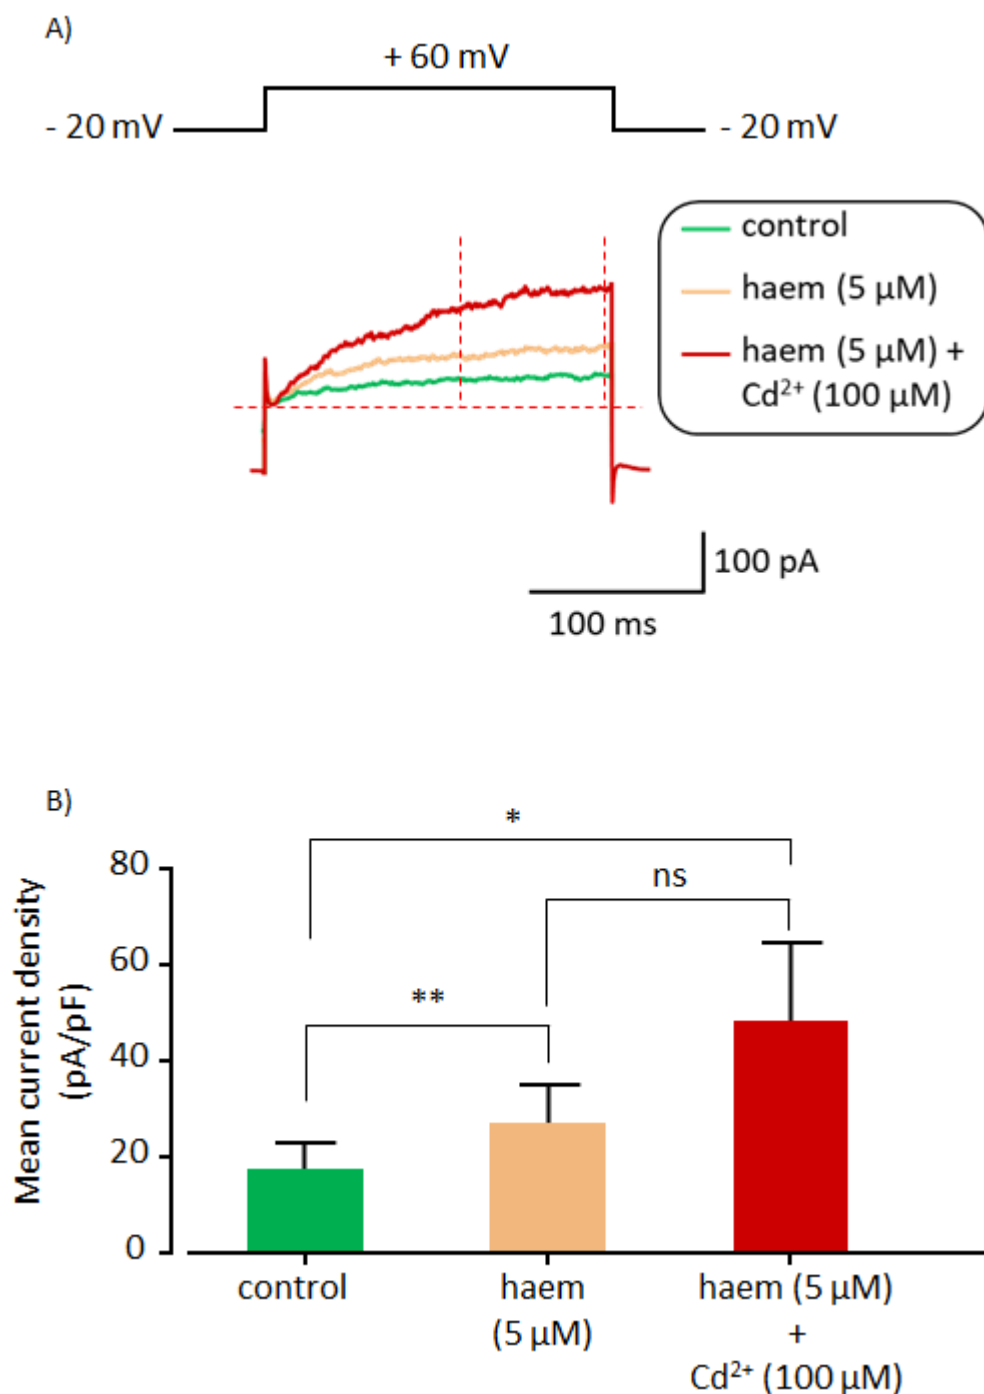 A)
+ 60 mV
- 20 mV
- 20 mV
control
haem (5 µM)
haem (5 µM) +
Cd²⁺ (100 µM)
100 pA
100 ms
B)
*
80
ns
60
**
40
20
0
Mean current density
(pA/pF)
control
haem
(5 µM)
haem (5 µM)
+
Cd²⁺ (100 µM)